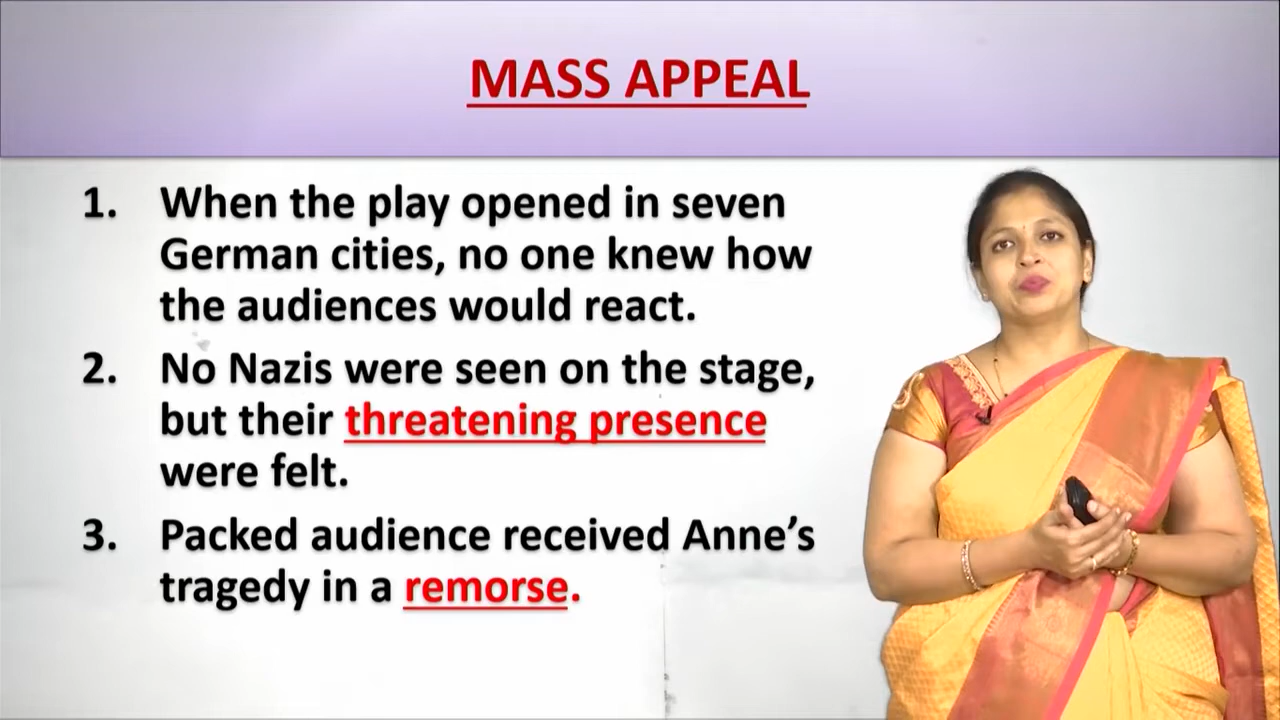 MASS APPEAL
1. When the play opened in seven
German cities, no one knew how
the audiences would react.
2. No Nazis were seen on the stage,
but their threatening presence
were felt.
3. Packed audience received Anne’s
tragedy in a remorse.